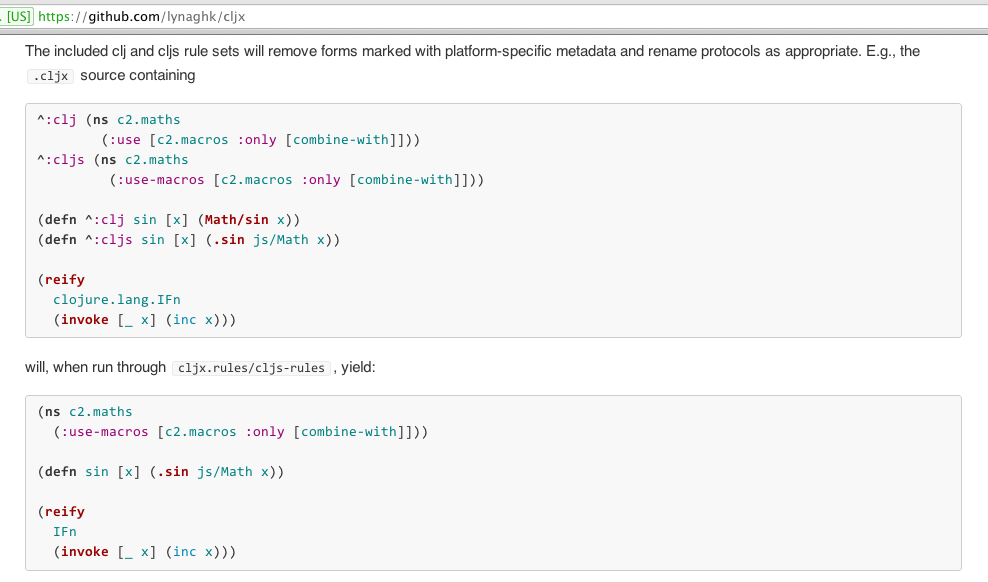 . [US] https://github.com/lynaghk/cljx
The included clj and cljs rule sets will remove forms marked with platform-specific metadata and rename protocols as appropriate. E.g., the
.cljx source containing
^:clj (ns c2.maths
        (:use [c2.macros :only [combine-with]]))
^:cljs (ns c2.maths
         (:use-macros [c2.macros :only [combine-with]]))
(defn ^:clj sin [x] (Math/sin x))
(defn ^:cljs sin [x] (.sin js/Math x))
(reify
  clojure.lang.IFn
  (invoke [_ x] (inc x)))
will, when run through cljx.rules/cljs-rules, yield:
(ns c2.maths
  (:use-macros [c2.macros :only [combine-with]]))
(defn sin [x] (.sin js/Math x))
(reify
  IFn
  (invoke [_ x] (inc x)))